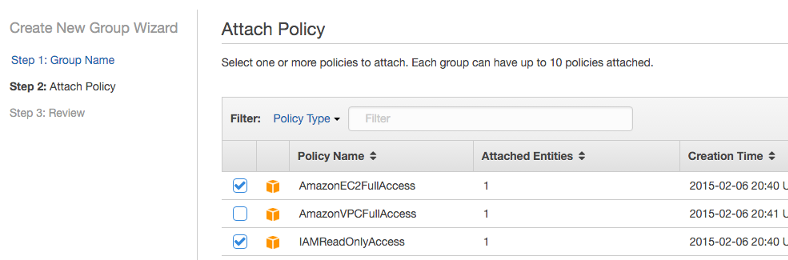 Create New Group Wizard
Step 1: Group Name
Step 2: Attach Policy
Step 3: Review
Attach Policy
Select one or more policies to attach. Each group can have up to 10 policies attached.
Filter: Policy Type Filter
Policy Name Attached Entities Creation Time
AmazonEC2FullAccess 1 2015-02-06 20:40 U
AmazonVPCFullAccess 1 2015-02-06 20:41 U
IAMReadOnlyAccess 1 2015-02-06 20:40 U